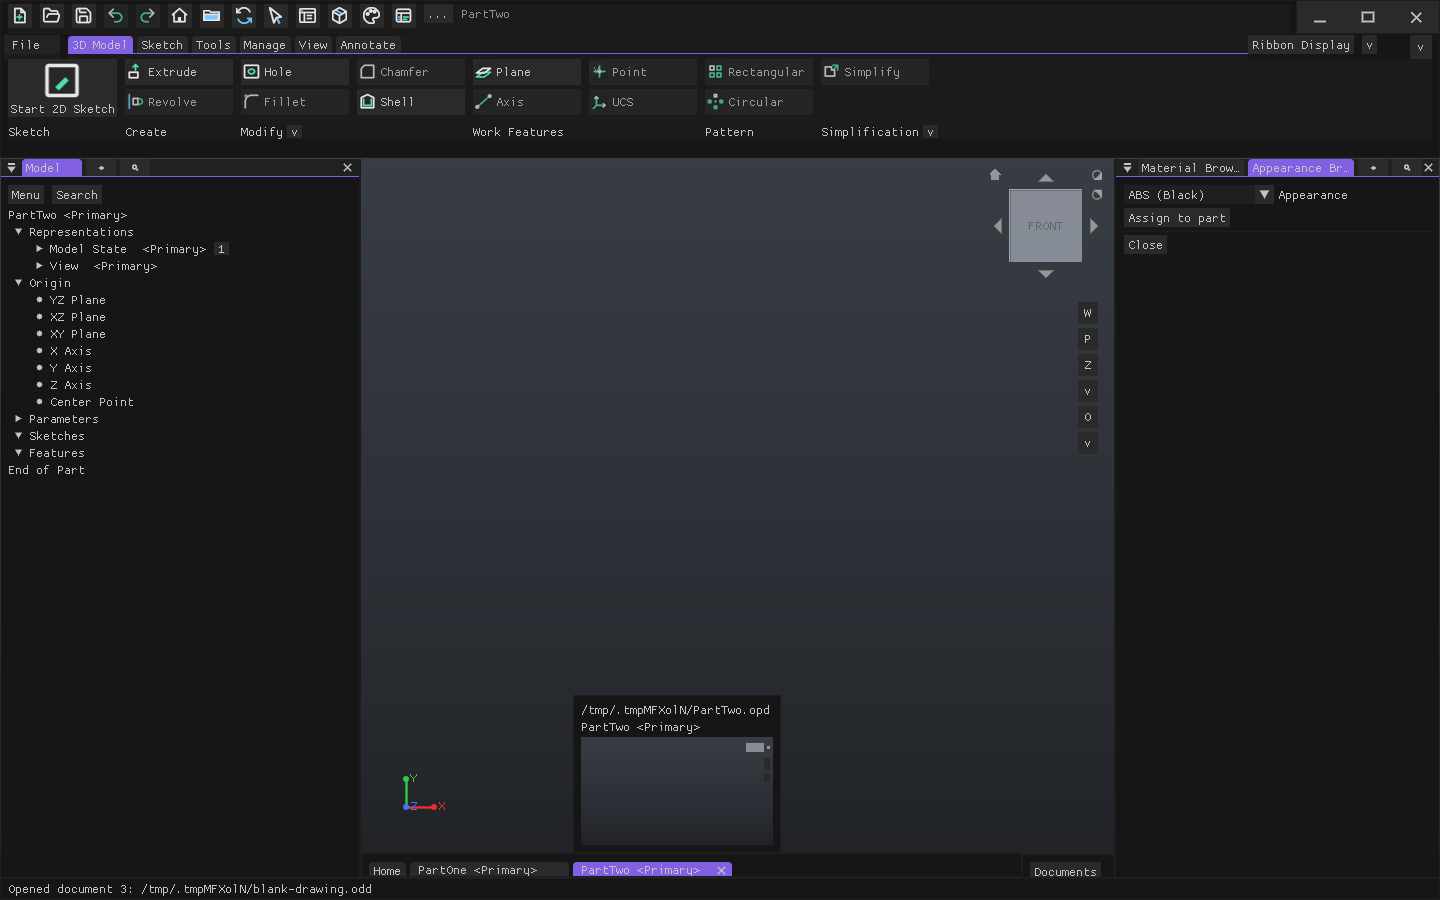 ... PartTwo
File 3D Model Sketch Tools Manage View Annotate Ribbon Display v v
Start 2D Sketch
Extrude Hole Chamfer Plane Point Rectangular Simplify
Revolve Fillet Shell Axis UCS Circular
Sketch Create Modify v Work Features Pattern Simplification v
Model
Menu Search
PartTwo <Primary>
Representations
Model State <Primary> 1
View <Primary>
Origin
YZ Plane
XZ Plane
XY Plane
X Axis
Y Axis
Z Axis
Center Point
Parameters
Sketches
Features
End of Part
FRONT
W
P
Z
v
O
v
Y
Z X
/tmp/.tmpMFXolN/PartTwo.opd
PartTwo <Primary>
Home PartOne <Primary> PartTwo <Primary> Documents
Material Brow… Appearance Br…
ABS (Black) Appearance
Assign to part
Close
Opened document 3: /tmp/.tmpMFXolN/blank-drawing.odd